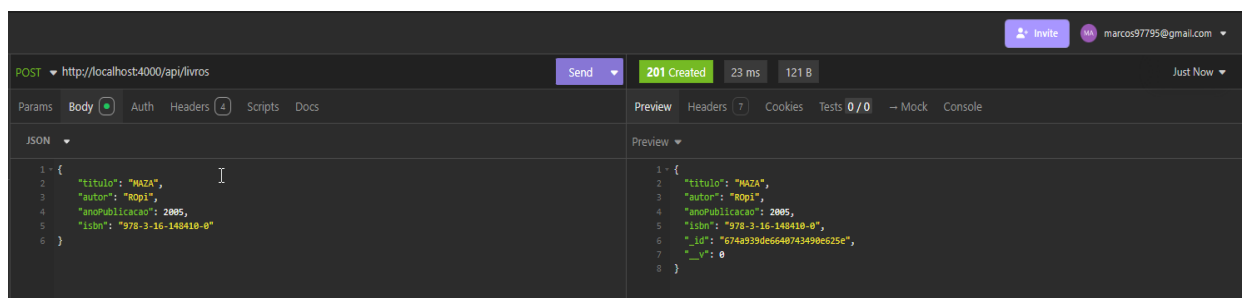 Invite MA marcos97795@gmail.com
POST http://localhost:4000/api/livros Send 201 Created 23 ms 121 B Just Now
Params Body Auth Headers 4 Scripts Docs Preview Headers 7 Cookies Tests 0 / 0 → Mock Console
JSON Preview
1 {
2 "titulo": "MAZA",
3 "autor": "ROpi",
4 "anoPublicacao": 2005,
5 "isbn": "978-3-16-148410-0"
6 }
1 {
2 "titulo": "MAZA",
3 "autor": "ROpi",
4 "anoPublicacao": 2005,
5 "isbn": "978-3-16-148410-0",
6 "_id": "674a939de6640743490e625e",
7 "__v": 0
8 }